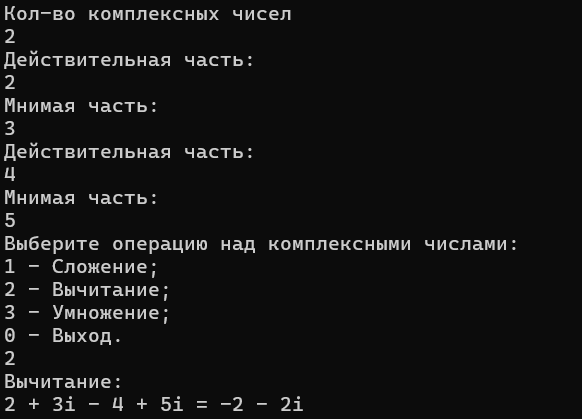 Кол-во комплексных чисел
2
Действительная часть:
2
Мнимая часть:
3
Действительная часть:
4
Мнимая часть:
5
Выберите операцию над комплексными числами:
1 - Сложение;
2 - Вычитание;
3 - Умножение;
0 - Выход.
2
Вычитание:
2 + 3i - 4 + 5i = -2 - 2i